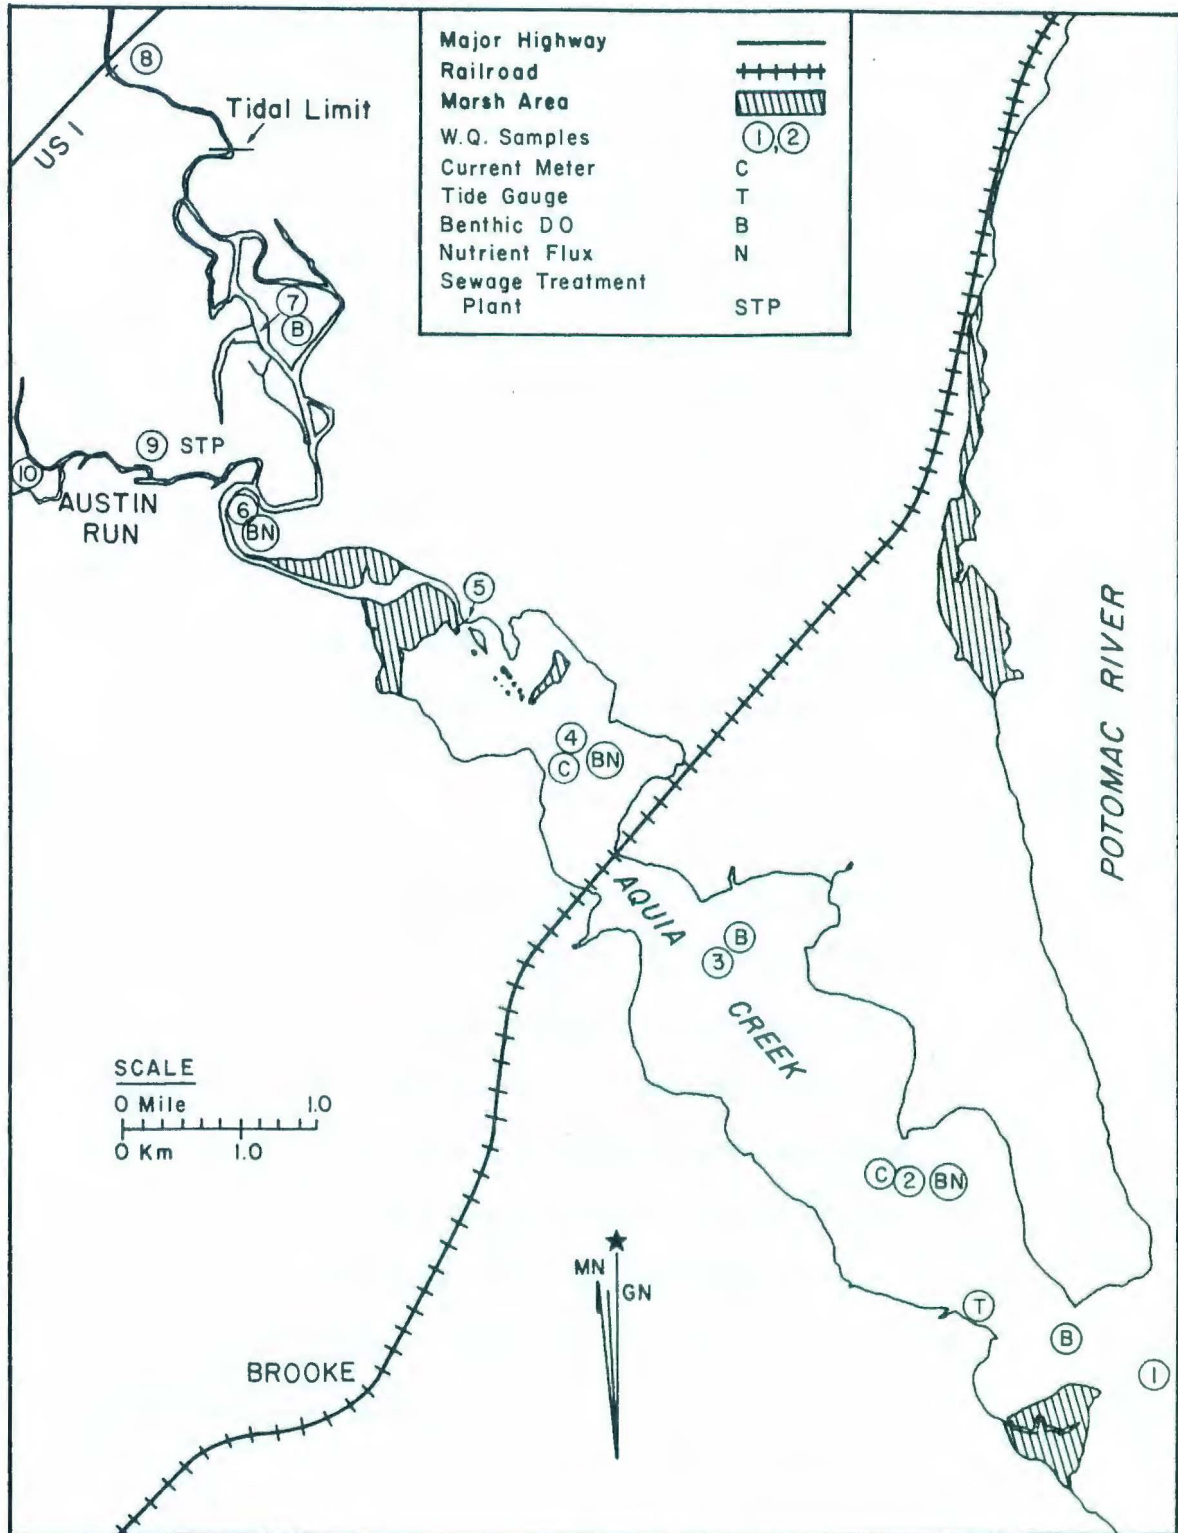 Major Highway
Railroad
Marsh Area
W.Q. Samples 1,2
Current Meter C
Tide Gauge T
Benthic DO B
Nutrient Flux N
Sewage Treatment
Plant STP
8
US 1
Tidal Limit
7
B
9 STP
10
AUSTIN
RUN
6
BN
5
4
C BN
POTOMAC RIVER
AQUIA
CREEK
B
3
SCALE
0 Mile 1.0
0 Km 1.0
C 2 BN
MN
GN
T
B
1
BROOKE